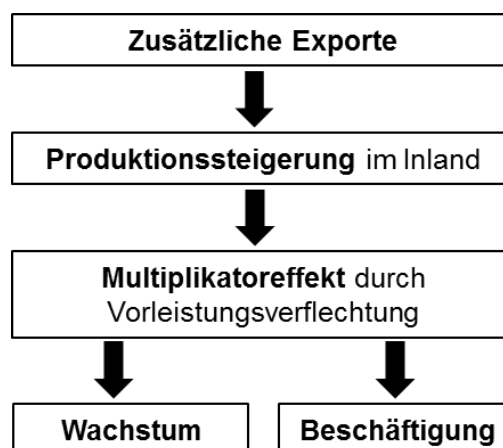 Zusätzliche Exporte
Produktionssteigerung im Inland
Multiplikatoreffekt durch
Vorleistungsverflechtung
Wachstum
Beschäftigung